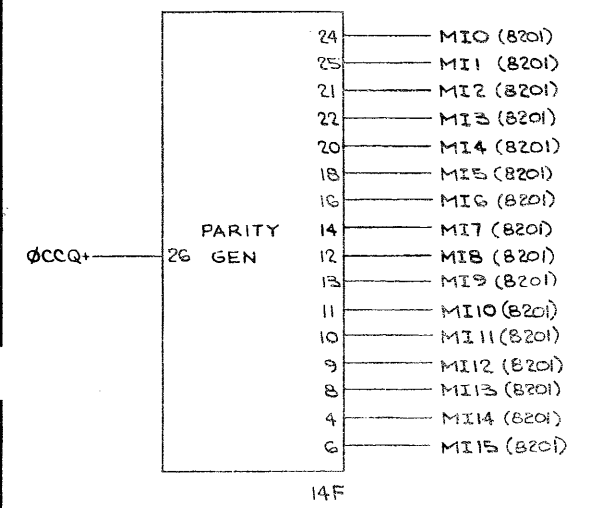 24 MI0 (8201)
25 MI1 (8201)
21 MI2 (8201)
22 MI3 (8201)
20 MI4 (8201)
18 MI5 (8201)
16 MI6 (8201)
PARITY 14 MI7 (8201)
ØCCQ+ 26 GEN 12 MI8 (8201)
13 MI9 (8201)
11 MI10 (8201)
10 MI11 (8201)
9 MI12 (8201)
8 MI13 (8201)
4 MI14 (8201)
6 MI15 (8201)
14F